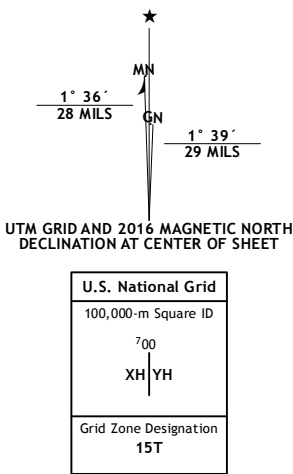 ★
MN
GN
1° 36´
28 MILS
1° 39´
29 MILS
UTM GRID AND 2016 MAGNETIC NORTH
DECLINATION AT CENTER OF SHEET
U.S. National Grid
100,000-m Square ID
⁷00
XH YH
Grid Zone Designation
15T